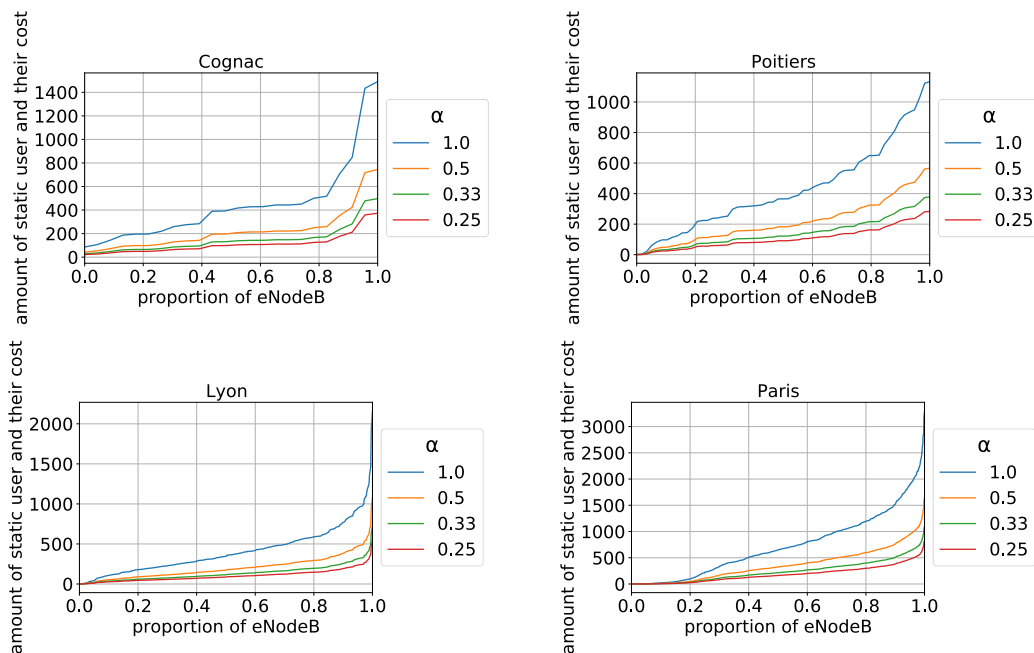 Cognac
amount of static user and their cost
1400
1200
1000
800
600
400
200
0
0.0 0.2 0.4 0.6 0.8 1.0
proportion of eNodeB
α
1.0
0.5
0.33
0.25
Poitiers
amount of static user and their cost
1000
800
600
400
200
0
0.0 0.2 0.4 0.6 0.8 1.0
proportion of eNodeB
α
1.0
0.5
0.33
0.25
Lyon
amount of static user and their cost
2000
1500
1000
500
0
0.0 0.2 0.4 0.6 0.8 1.0
proportion of eNodeB
α
1.0
0.5
0.33
0.25
Paris
amount of static user and their cost
3000
2500
2000
1500
1000
500
0
0.0 0.2 0.4 0.6 0.8 1.0
proportion of eNodeB
α
1.0
0.5
0.33
0.25